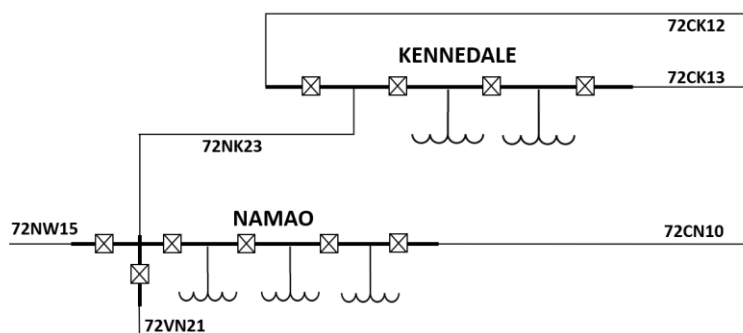 72CK12
KENNEDALE
72CK13
72NK23
NAMAO
72NW15
72CN10
72VN21